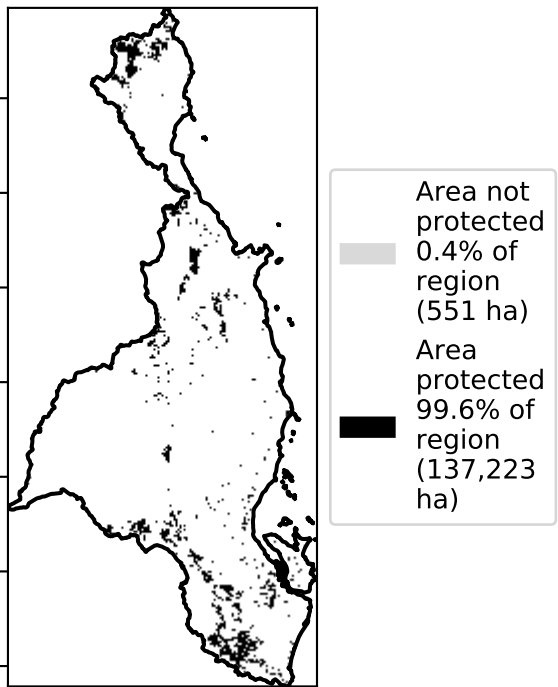 Area not
protected
0.4% of
region
(551 ha)
Area
protected
99.6% of
region
(137,223
ha)